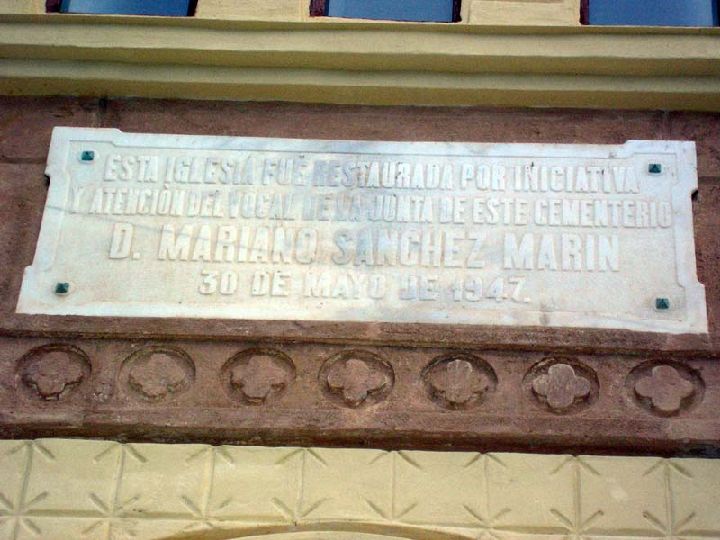 ESTA IGLESIA FUÉ RESTAURADA POR INICIATIVA
Y ATENCIÓN DEL VOCAL DE LA JUNTA DE ESTE CEMENTERIO
D. MARIANO SANCHEZ MARIN
30 DE MAYO DE 1947.